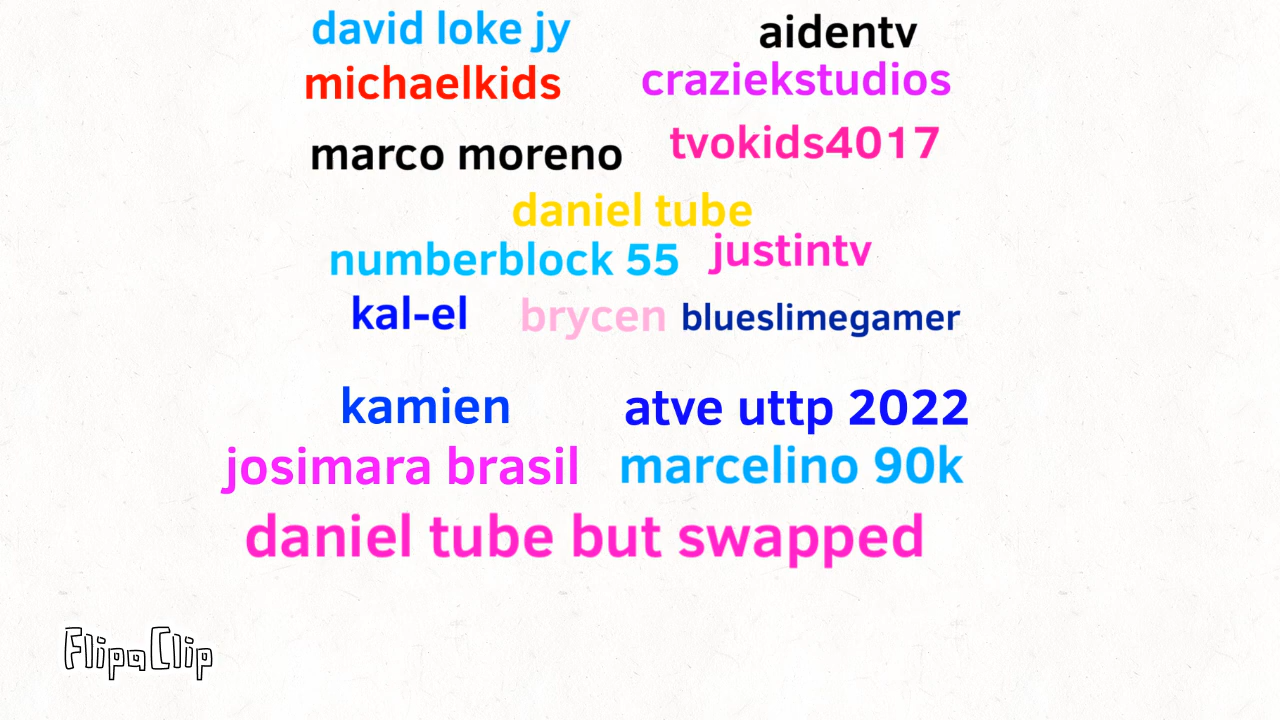 david loke jy
aidentv
michaelkids
craziekstudios
marco moreno
tvokids4017
daniel tube
numberblock 55
justintv
kal-el
brycen
blueslimegamer
kamien
atve uttp 2022
josimara brasil
marcelino 90k
daniel tube but swapped
FlipaClip